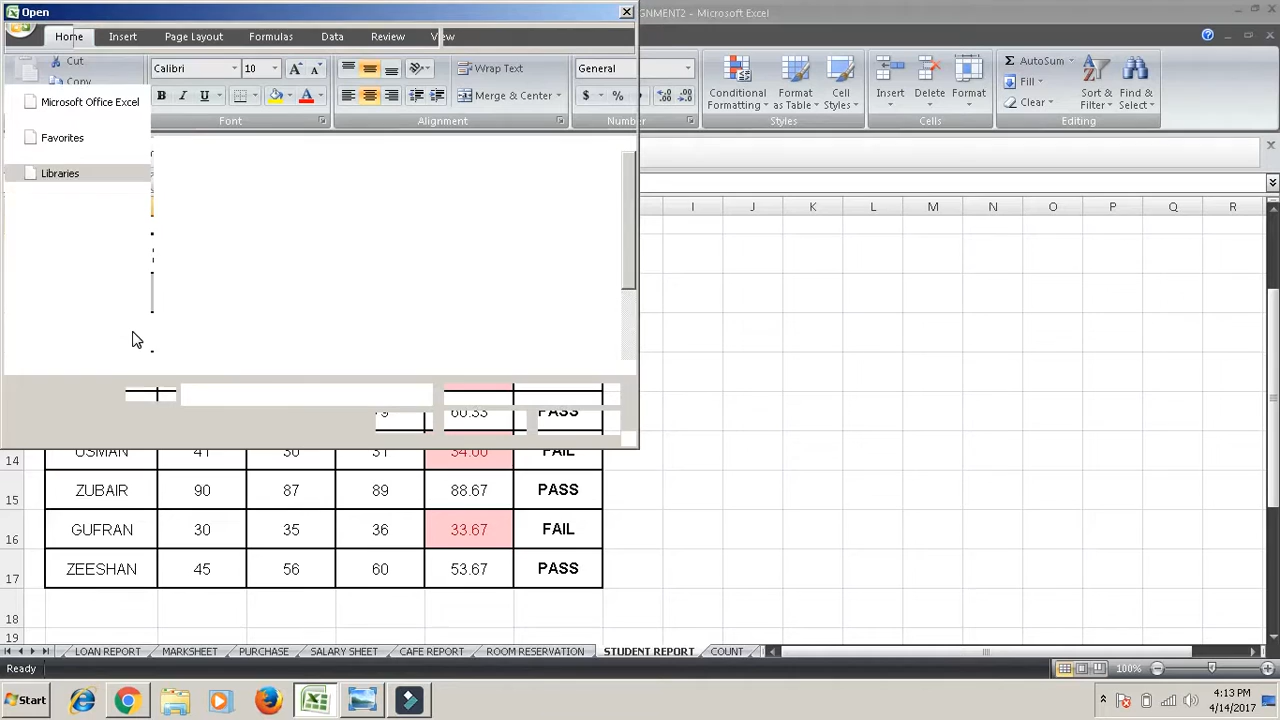 Open
IGNMENT2 - Microsoft Excel
Home Insert Page Layout Formulas Data Review View
Cut
Copy
Calibri 10
Wrap Text
General
B I U
Merge & Center
$ %
Font
Alignment
Number
Conditional Formatting
Format as Table
Cell Styles
Styles
Insert Delete Format
Cells
AutoSum
Fill
Clear
Sort & Filter
Find & Select
Editing
Microsoft Office Excel
Favorites
Libraries
I J K L M N O P Q R
9 60.33 PASS
14 USMAN 41 30 31 34.00 FAIL
15 ZUBAIR 90 87 89 88.67 PASS
16 GUFRAN 30 35 36 33.67 FAIL
17 ZEESHAN 45 56 60 53.67 PASS
18
19
LOAN REPORT MARKSHEET PURCHASE SALARY SHEET CAFE REPORT ROOM RESERVATION STUDENT REPORT COUNT
Ready
100%
Start
4:13 PM
4/14/2017